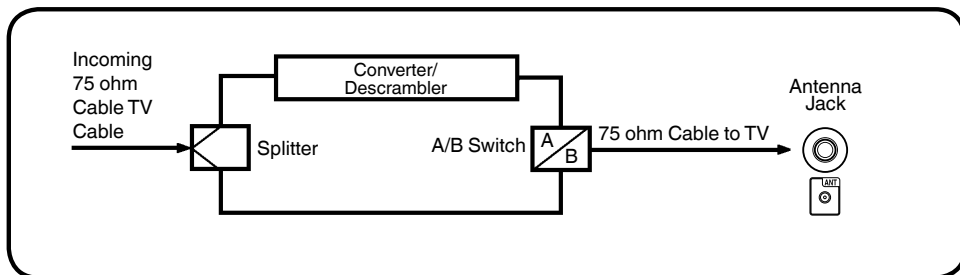 Incoming
75 ohm
Cable TV
Cable
Splitter
Converter/
Descrambler
A/B Switch
A
B
75 ohm Cable to TV
Antenna
Jack
ANT